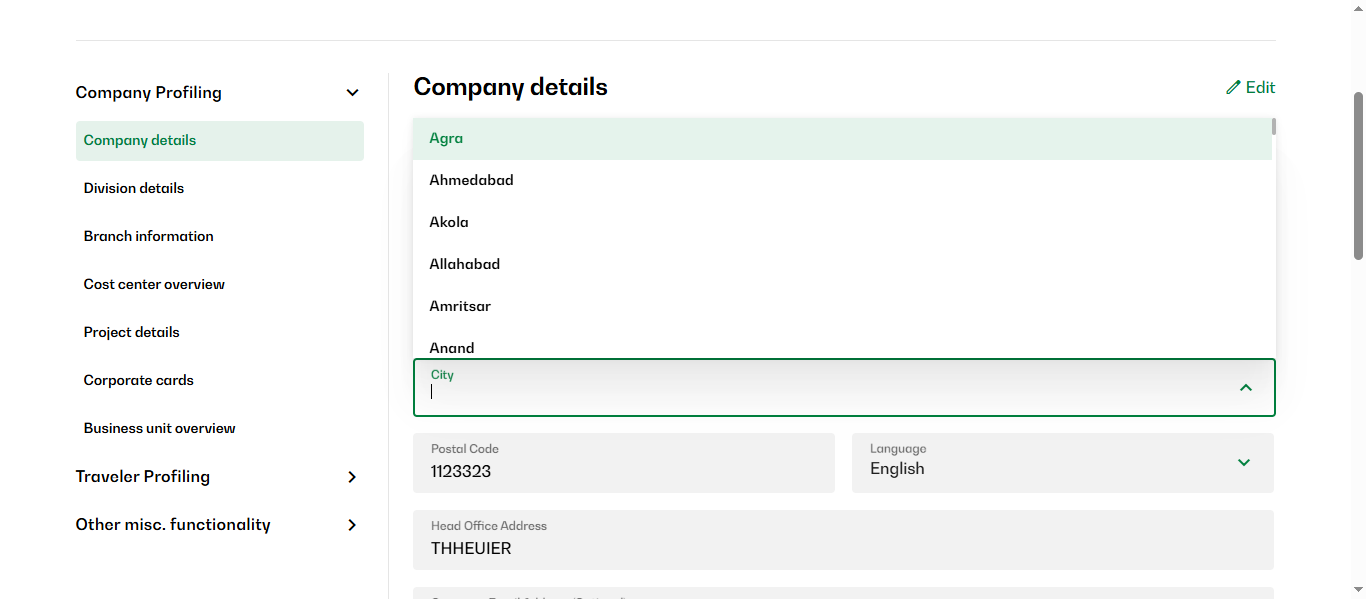 Company Profiling
Company details
Division details
Branch information
Cost center overview
Project details
Corporate cards
Business unit overview
Traveler Profiling
Other misc. functionality
Company details
Edit
Agra
Ahmedabad
Akola
Allahabad
Amritsar
Anand
City
Postal Code
1123323
Language
English
Head Office Address
THHEUIER